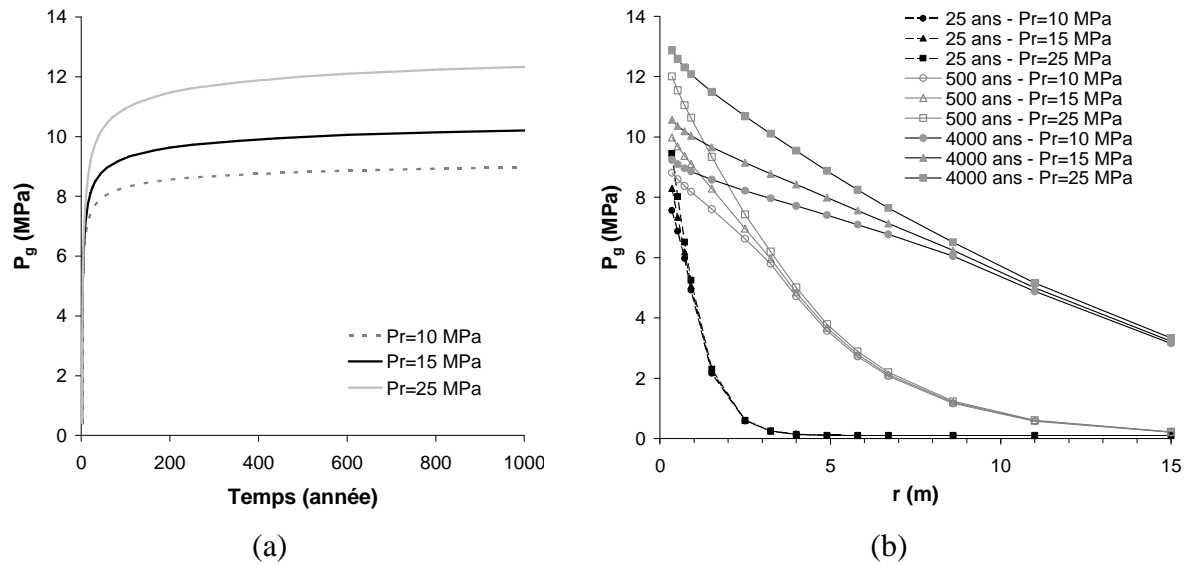 14
12
10
8
6
4
2
0
P_g (MPa)
0 200 400 600 800 1000
Temps (année)
Pr=10 MPa
Pr=15 MPa
Pr=25 MPa
(a)
14
12
10
8
6
4
2
0
P_g (MPa)
0 5 10 15
r (m)
25 ans - Pr=10 MPa
25 ans - Pr=15 MPa
25 ans - Pr=25 MPa
500 ans - Pr=10 MPa
500 ans - Pr=15 MPa
500 ans - Pr=25 MPa
4000 ans - Pr=10 MPa
4000 ans - Pr=15 MPa
4000 ans - Pr=25 MPa
(b)